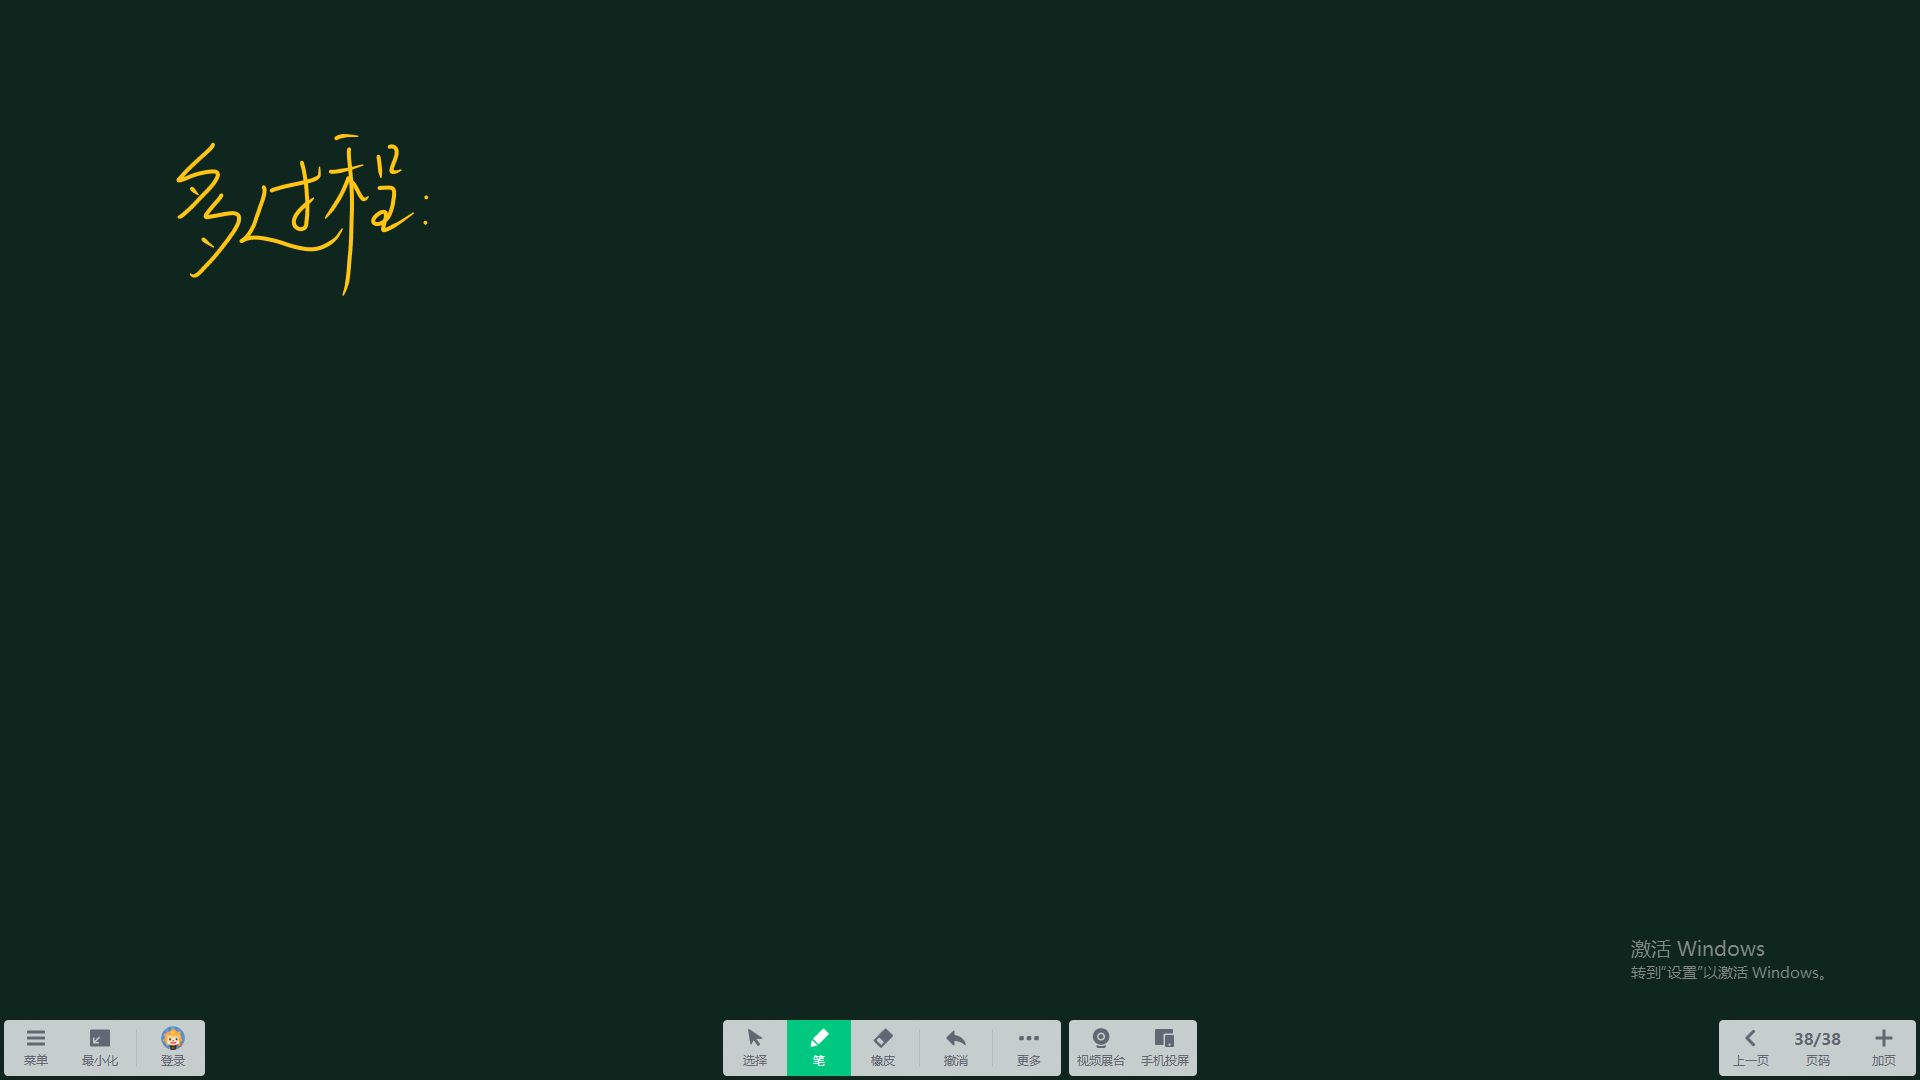 多过程:
激活 Windows
转到“设置”以激活 Windows。
菜单 最小化 登录 选择 笔 橡皮 撤消 更多 视频展台 手机投屏 上一页 38/38 页码 加页